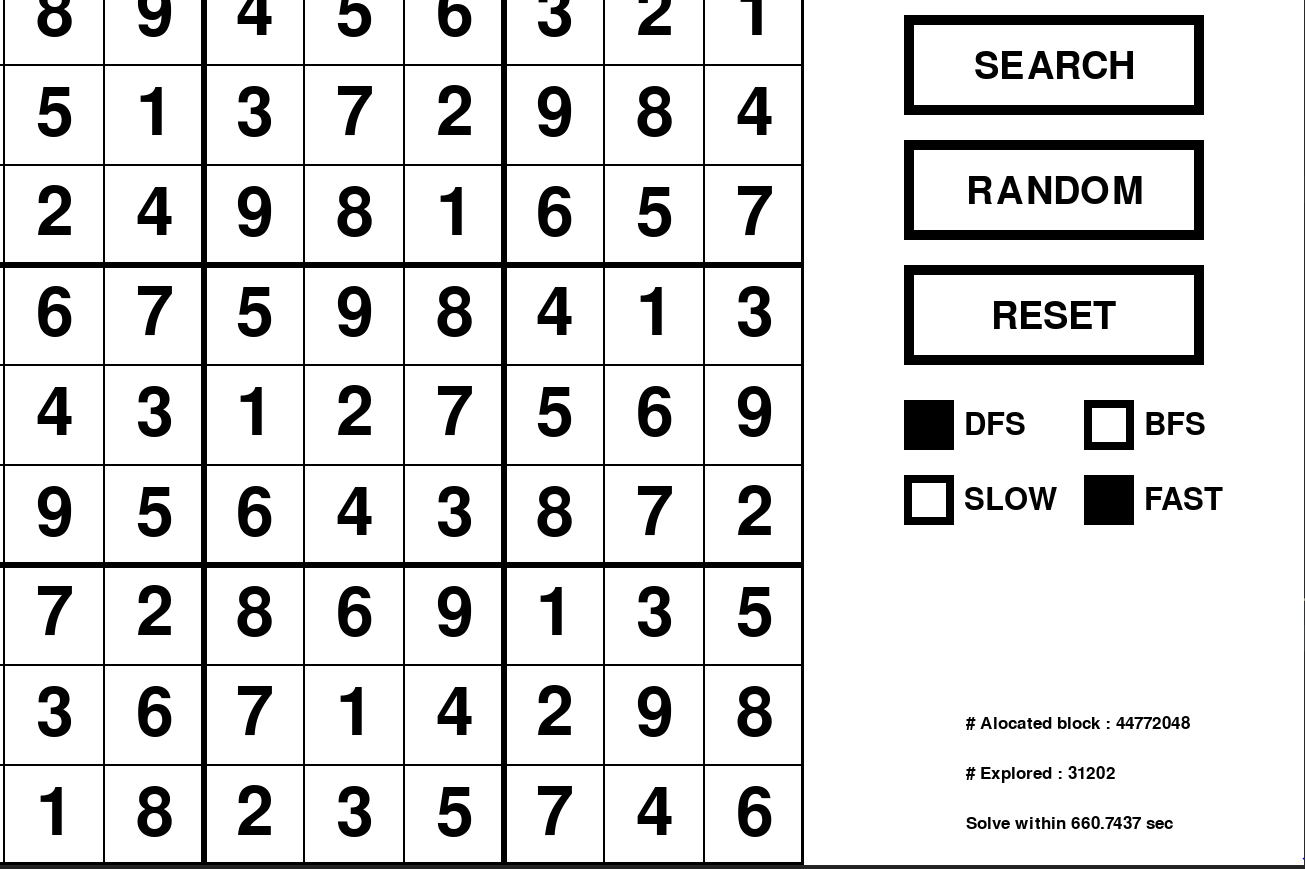 8 9 4 5 6 3 2 1
5 1 3 7 2 9 8 4
2 4 9 8 1 6 5 7
6 7 5 9 8 4 1 3
4 3 1 2 7 5 6 9
9 5 6 4 3 8 7 2
7 2 8 6 9 1 3 5
3 6 7 1 4 2 9 8
1 8 2 3 5 7 4 6
SEARCH
RANDOM
RESET
DFS BFS
SLOW FAST
# Alocated block : 44772048
# Explored : 31202
Solve within 660.7437 sec